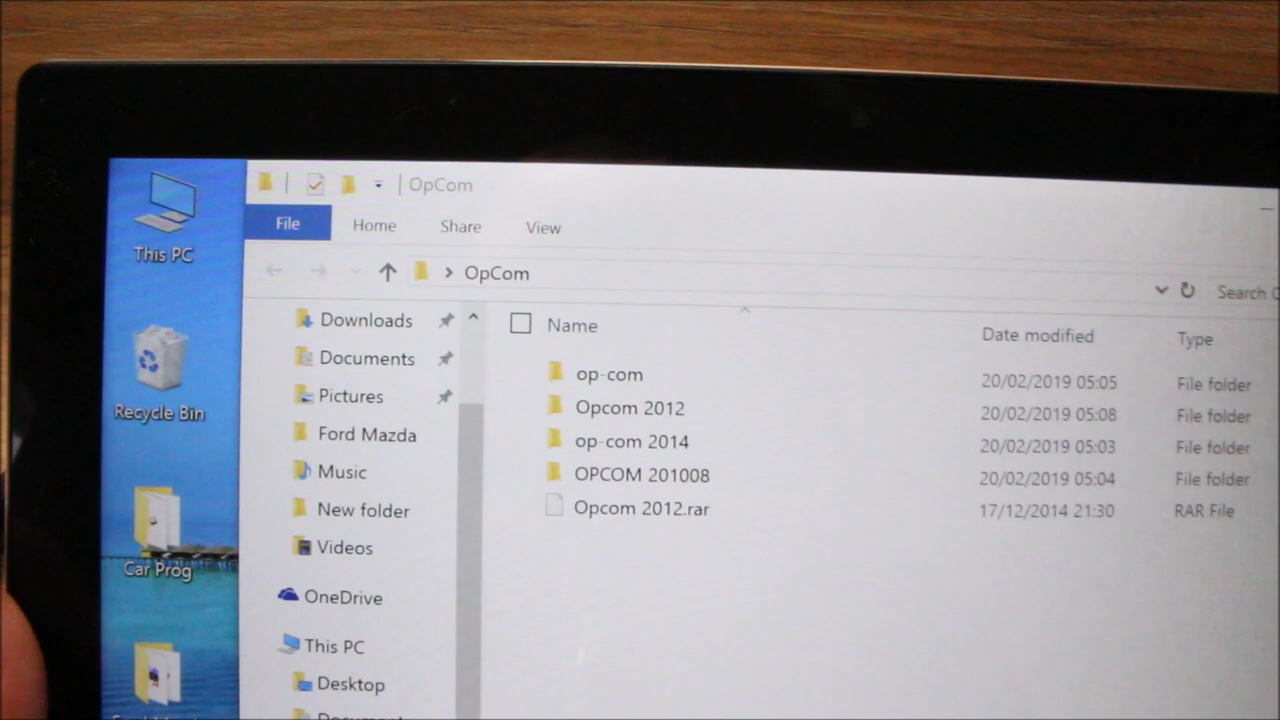 OpCom
File Home Share View
OpCom
Search
This PC
Recycle Bin
Car Prog
Downloads
Documents
Pictures
Ford Mazda
Music
New folder
Videos
OneDrive
This PC
Desktop
Name Date modified Type
op-com 20/02/2019 05:05 File folder
Opcom 2012 20/02/2019 05:08 File folder
op-com 2014 20/02/2019 05:03 File folder
OPCOM 201008 20/02/2019 05:04 File folder
Opcom 2012.rar 17/12/2014 21:30 RAR File